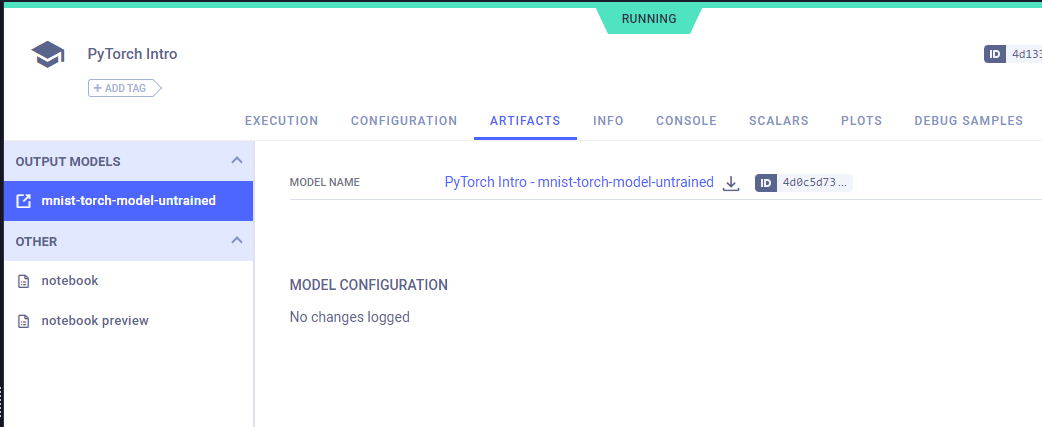 RUNNING
PyTorch Intro
ID 4d133
+ ADD TAG
EXECUTION CONFIGURATION ARTIFACTS INFO CONSOLE SCALARS PLOTS DEBUG SAMPLES
OUTPUT MODELS
mnist-torch-model-untrained
OTHER
notebook
notebook preview
MODEL NAME PyTorch Intro - mnist-torch-model-untrained ID 4d0c5d73...
MODEL CONFIGURATION
No changes logged